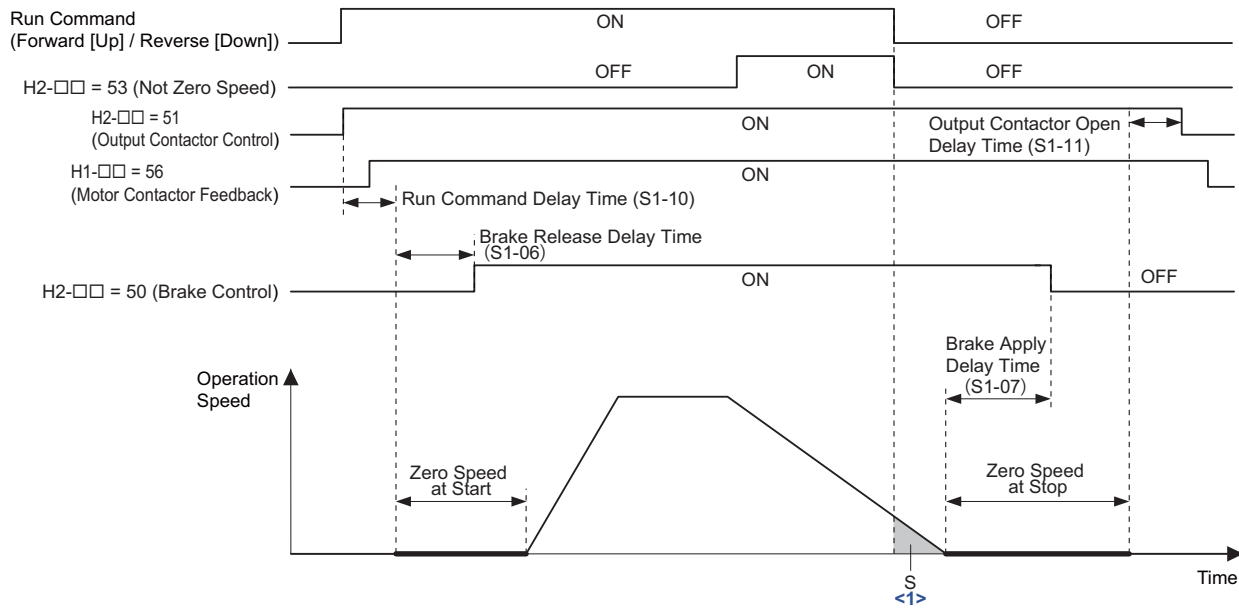 Run Command
(Forward [Up] / Reverse [Down])
ON
OFF
H2-□□ = 53 (Not Zero Speed)
OFF
ON
OFF
H2-□□ = 51
(Output Contactor Control)
ON
Output Contactor Open
Delay Time (S1-11)
H1-□□ = 56
(Motor Contactor Feedback)
ON
Run Command Delay Time (S1-10)
Brake Release Delay Time
(S1-06)
H2-□□ = 50 (Brake Control)
ON
OFF
Brake Apply
Delay Time
(S1-07)
Operation
Speed
Zero Speed
at Start
Zero Speed
at Stop
S
<1>
Time